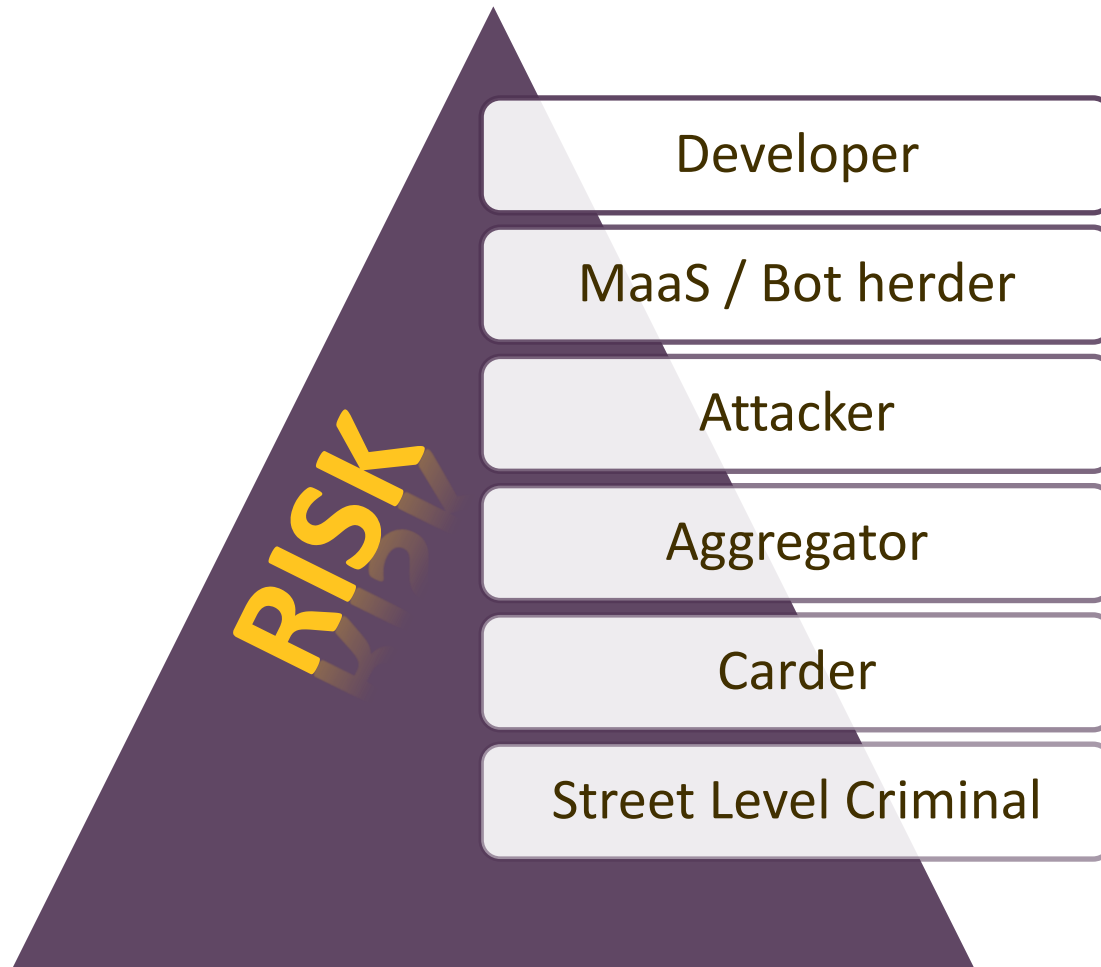 Developer
MaaS / Bot herder
Attacker
Aggregator
Carder
Street Level Criminal
RISK